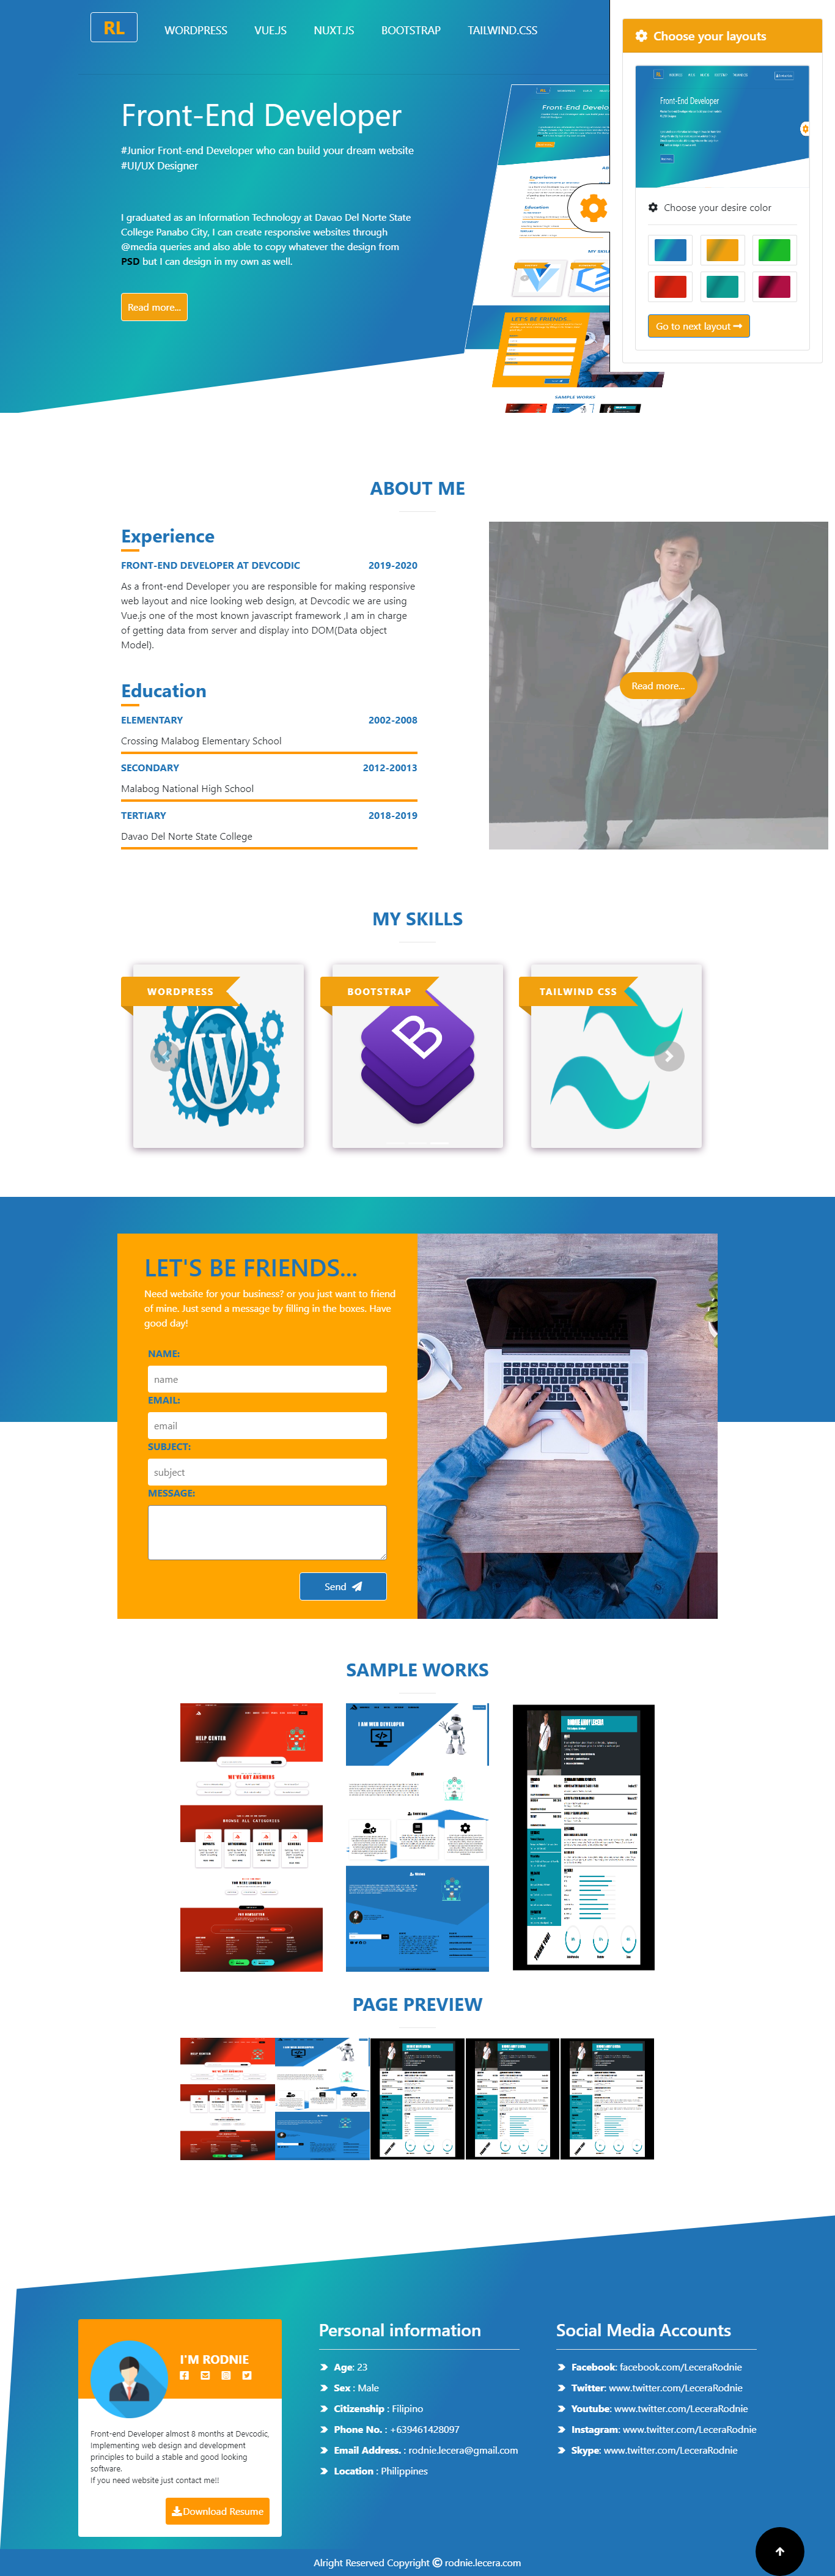 RL
WORDPRESS VUE.JS NUXT.JS BOOTSTRAP TAILWIND.CSS
Front-End Developer
#Junior Front-end Developer who can build your dream website
#UI/UX Designer
I graduated as an Information Technology at Davao Del Norte State
College Panabo City, I can create responsive websites through
@media queries and also able to copy whatever the design from
PSD but I can design in my own as well.
Read more...
Choose your layouts
Front-End Developer
Choose your desire color
Go to next layout
ABOUT ME
Experience
FRONT-END DEVELOPER AT DEVCODIC 2019-2020
As a front-end Developer you are responsible for making responsive
web layout and nice looking web design, at Devcodic we are using
Vue.js one of the most known javascript framework ,I am in charge
of getting data from server and display into DOM(Data object
Model).
Education
ELEMENTARY 2002-2008
Crossing Malabog Elementary School
SECONDARY 2012-20013
Malabog National High School
TERTIARY 2018-2019
Davao Del Norte State College
Read more...
MY SKILLS
WORDPRESS
BOOTSTRAP
TAILWIND CSS
LET'S BE FRIENDS...
Need website for your business? or you just want to friend
of mine. Just send a message by filling in the boxes. Have
good day!
NAME:
name
EMAIL:
email
SUBJECT:
subject
MESSAGE:
Send
SAMPLE WORKS
HELP CENTER
WE'VE GOT ANSWERS
BROWSE ALL CATEGORIES
I AM WEB DEVELOPER
PAGE PREVIEW
I'M RODNIE
Front-end Developer almost 8 months at Devcodic,
Implementing web design and development
principles to build a stable and good looking
software.
If you need website just contact me!!
Download Resume
Personal information
Age: 23
Sex : Male
Citizenship : Filipino
Phone No. : +639461428097
Email Address. : rodnie.lecera@gmail.com
Location : Philippines
Social Media Accounts
Facebook: facebook.com/LeceraRodnie
Twitter: www.twitter.com/LeceraRodnie
Youtube: www.twitter.com/LeceraRodnie
Instagram: www.twitter.com/LeceraRodnie
Skype: www.twitter.com/LeceraRodnie
Alright Reserved Copyright © rodnie.lecera.com